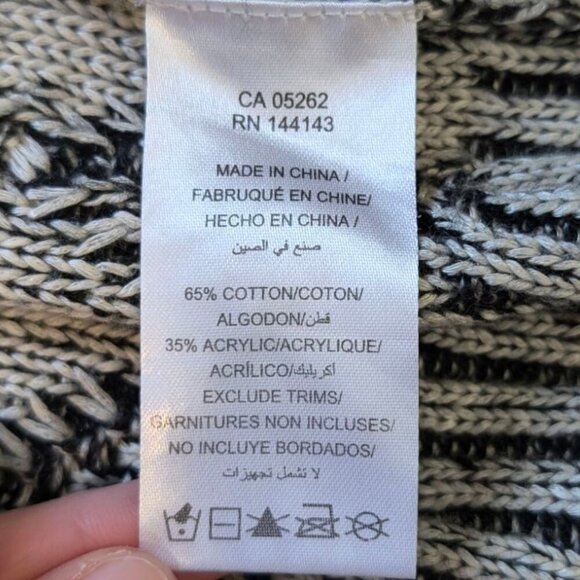 CA 05262
RN 144143
MADE IN CHINA /
FABRUQUÉ EN CHINE/
HECHO EN CHINA /
صنع في الصين
65% COTTON/COTON/
ALGODON/قطن/
35% ACRYLIC/ACRYLIQUE/
ACRÍLICO/أكريليك/
EXCLUDE TRIMS/
GARNITURES NON INCLUSES/
NO INCLUYE BORDADOS/
لا تشمل تجهيزات